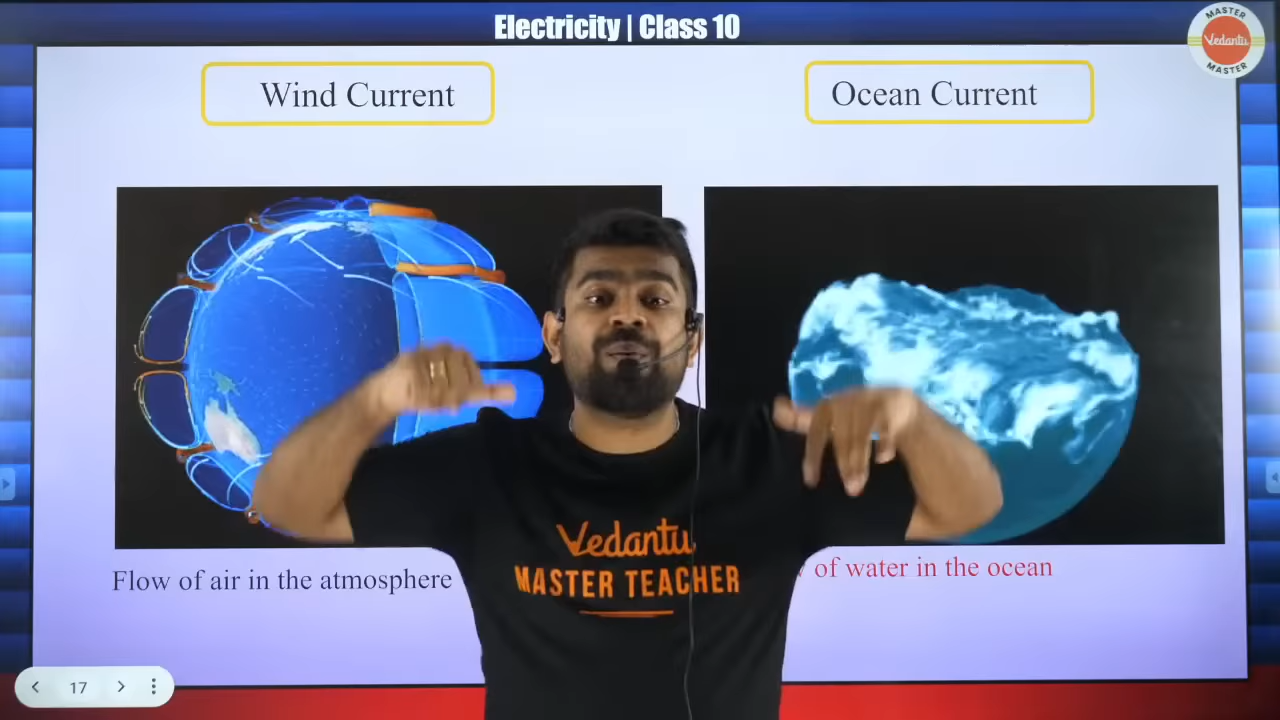 Electricity | Class 10
MASTER
Vedantu
MASTER
Wind Current
Ocean Current
Flow of air in the atmosphere
of water in the ocean
Vedantu
MASTER TEACHER
17